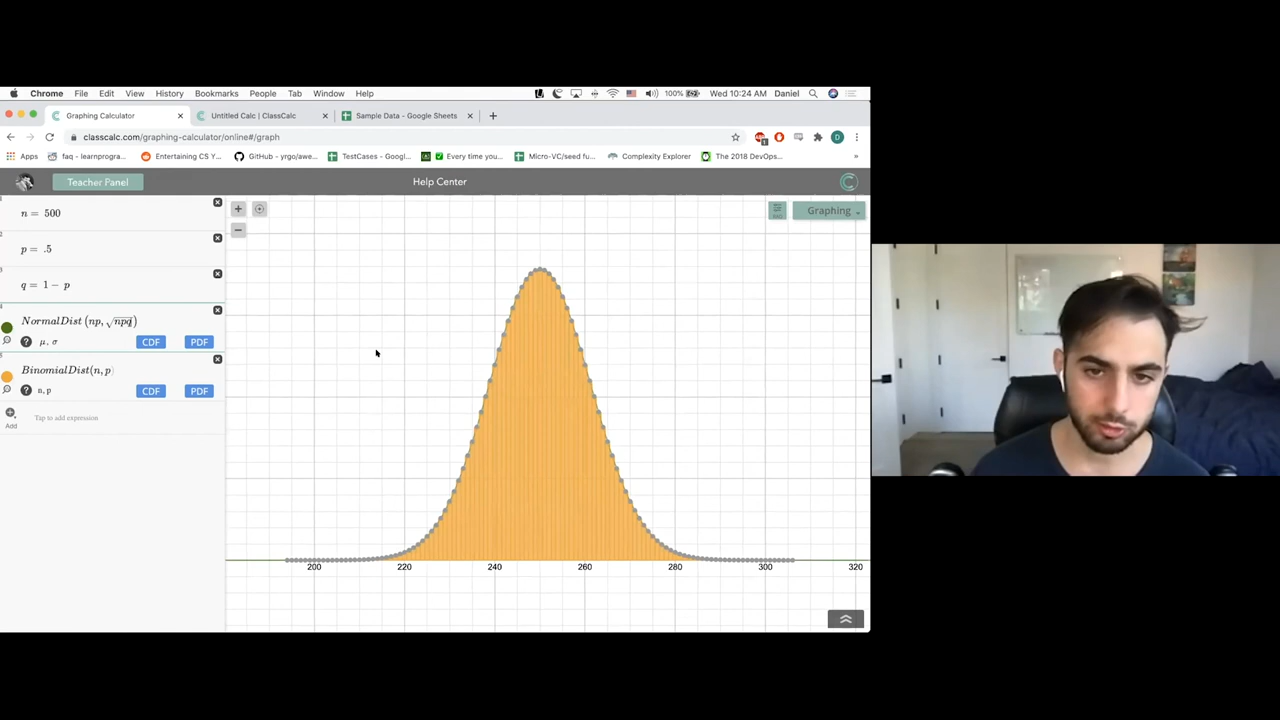 Chrome File Edit View History Bookmarks People Tab Window Help 100% Wed 10:24 AM Daniel
Graphing Calculator Untitled Calc | ClassCalc Sample Data - Google Sheets
classcalc.com/graphing-calculator/online#/graph
Apps faq - learnprogra... Entertaining CS Y... GitHub - yrgo/awe... TestCases - Googl... Every time you... Micro-VC/seed fu... Complexity Explorer The 2018 DevOps... »
Teacher Panel Help Center
Graphing
n = 500
p = .5
q = 1 − p
NormalDist (np, √npq)
μ, σ CDF PDF
BinomialDist(n, p)
n, p CDF PDF
Add Tap to add expression
200 220 240 260 280 300 320